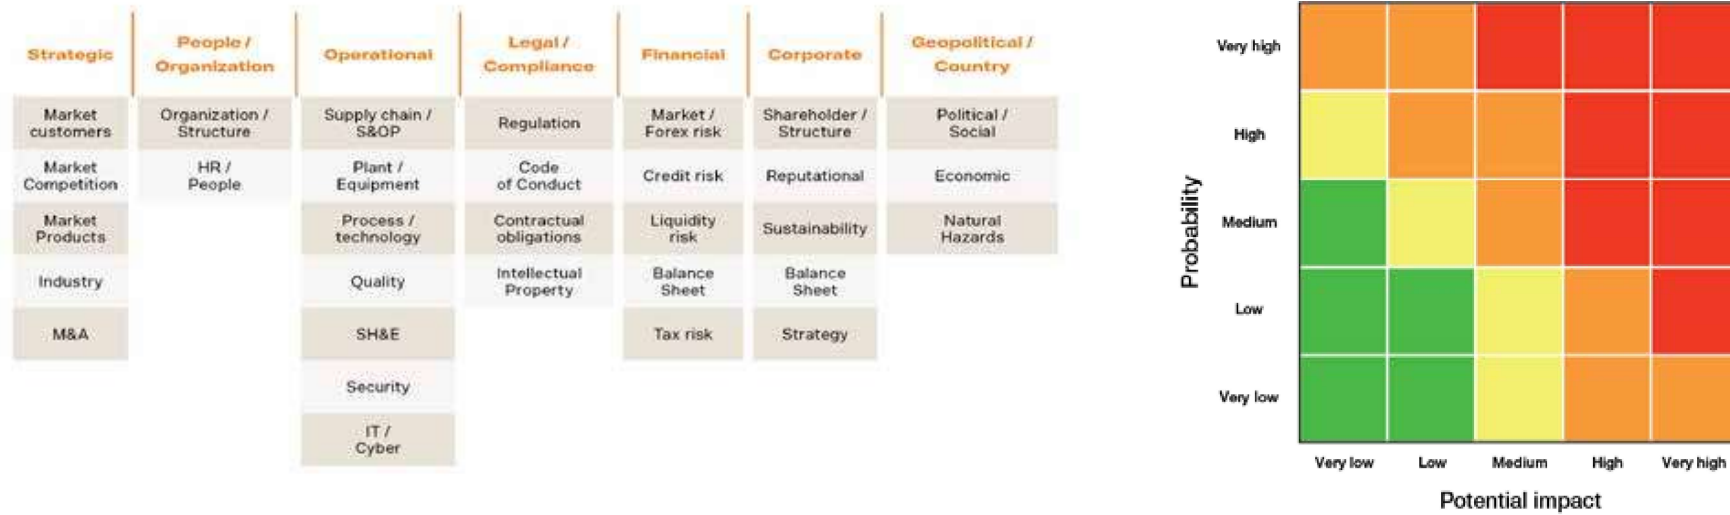 Strategic
People /
Organization
Operational
Legal /
Compliance
Financial
Corporate
Geopolitical /
Country
Market
customers
Organization /
Structure
Supply chain /
S&OP
Regulation
Market /
Forex risk
Shareholder /
Structure
Political /
Social
Market
Competition
HR /
People
Plant /
Equipment
Code
of Conduct
Credit risk
Reputational
Economic
Market
Products
Process /
technology
Contractual
obligations
Liquidity
risk
Sustainability
Natural
Hazards
Industry
Quality
Intellectual
Property
Balance
Sheet
Balance
Sheet
M&A
SH&E
Tax risk
Strategy
Security
IT /
Cyber
Probability
Very high
High
Medium
Low
Very low
Very low
Low
Medium
High
Very high
Potential impact